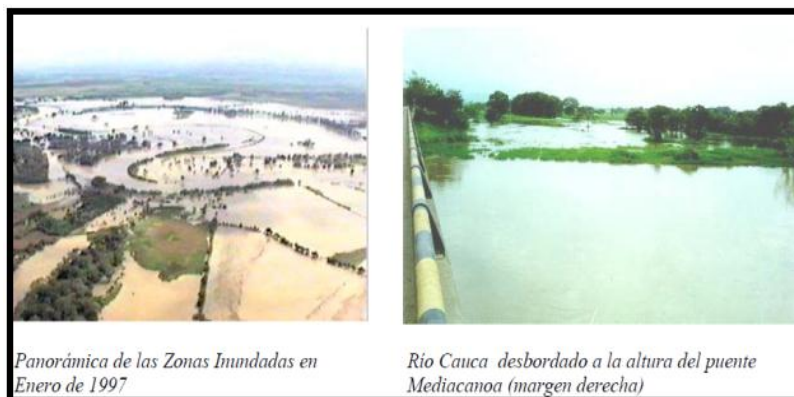 Panorámica de las Zonas Inundadas en
Enero de 1997
Río Cauca desbordado a la altura del puente
Mediacanoa (margen derecha)